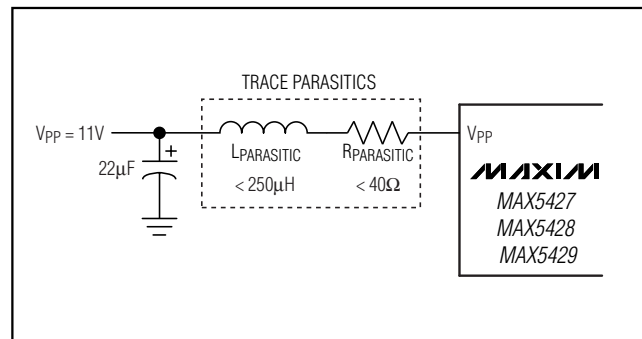 TRACE PARASITICS
VPP = 11V
+
22µF
LPARASITIC
< 250µH
RPARASITIC
< 40Ω
VPP
MAXIM
MAX5427
MAX5428
MAX5429